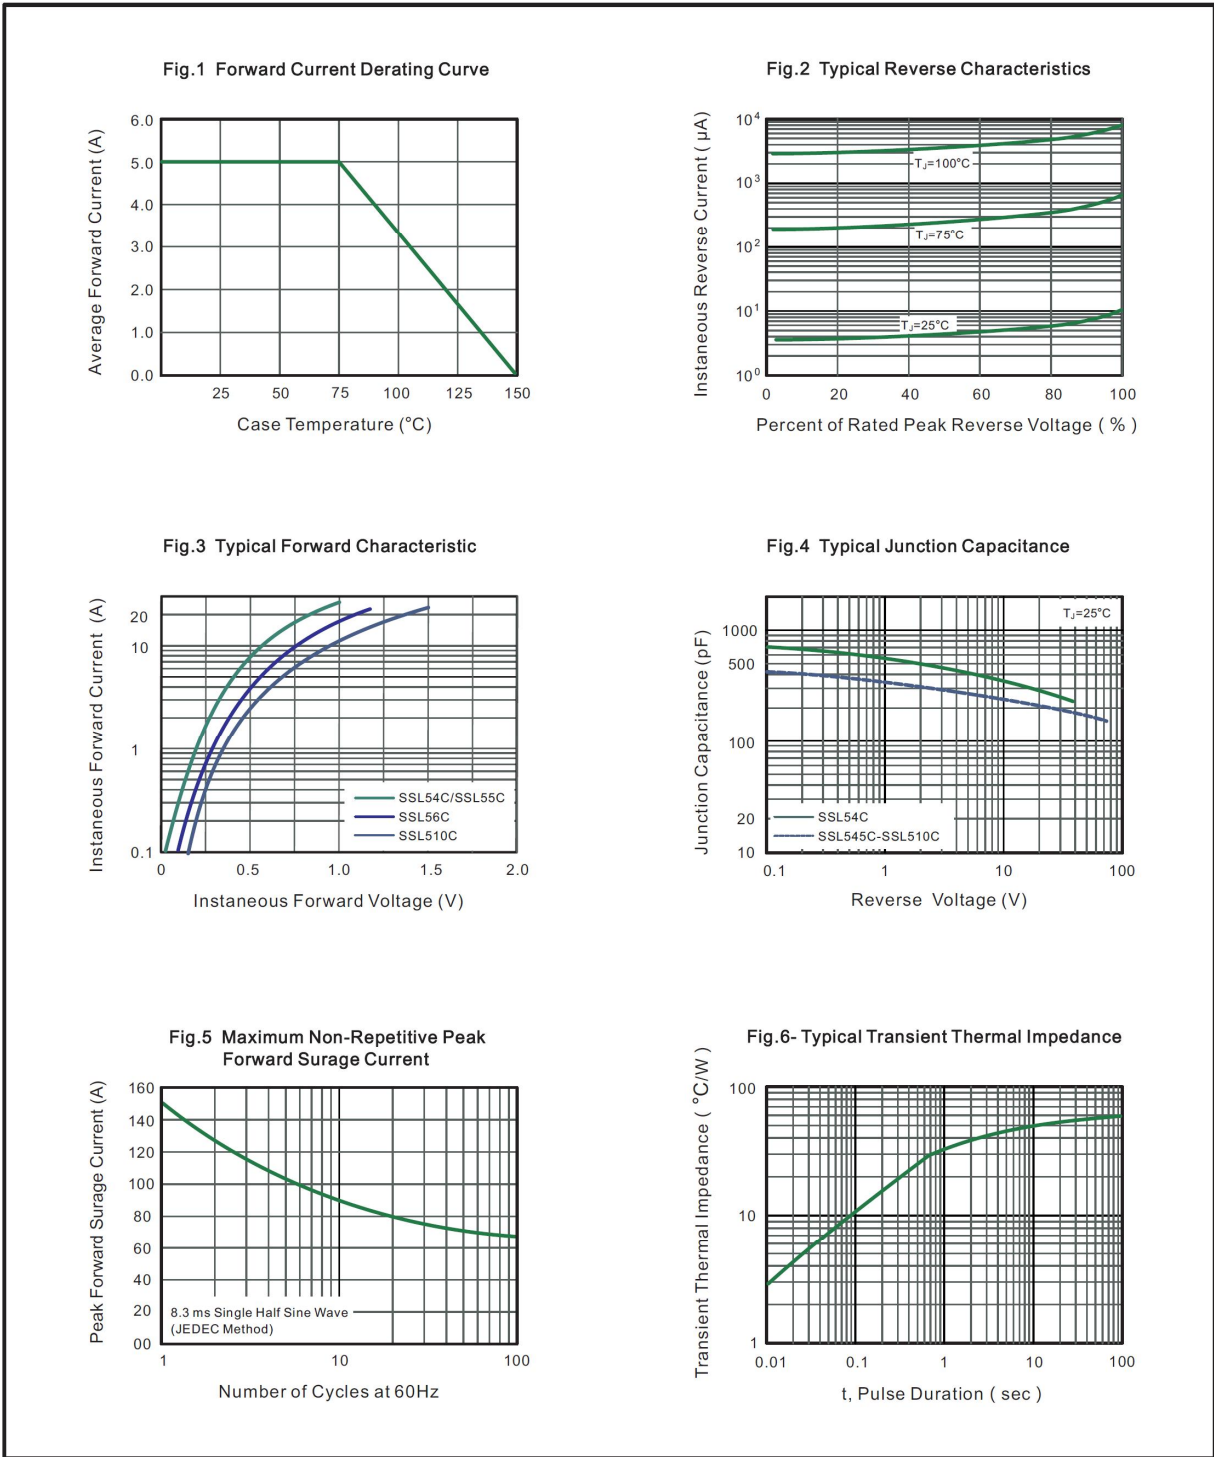 Fig.1 Forward Current Derating Curve
Average Forward Current (A)
6.0
5.0
4.0
3.0
2.0
1.0
0.0
25 50 75 100 125 150
Case Temperature (°C)
Fig.2 Typical Reverse Characteristics
Instaneous Reverse Current ( μA)
10⁴
10³
10²
10¹
10⁰
TJ=100°C
TJ=75°C
TJ=25°C
0 20 40 60 80 100
Percent of Rated Peak Reverse Voltage ( % )
Fig.3 Typical Forward Characteristic
Instaneous Forward Current (A)
20
10
1
0.1
SSL54C/SSL55C
SSL56C
SSL510C
0 0.5 1.0 1.5 2.0
Instaneous Forward Voltage (V)
Fig.4 Typical Junction Capacitance
Junction Capacitance (pF)
TJ=25°C
1000
500
100
20
10
SSL54C
SSL545C-SSL510C
0.1 1 10 100
Reverse Voltage (V)
Fig.5 Maximum Non-Repetitive Peak
Forward Surage Current
Peak Forward Surage Current (A)
160
140
120
100
80
60
40
20
00
8.3 ms Single Half Sine Wave
(JEDEC Method)
1 10 100
Number of Cycles at 60Hz
Fig.6- Typical Transient Thermal Impedance
Transient Thermal Impedance ( °C/W )
100
10
1
0.01 0.1 1 10 100
t, Pulse Duration ( sec )